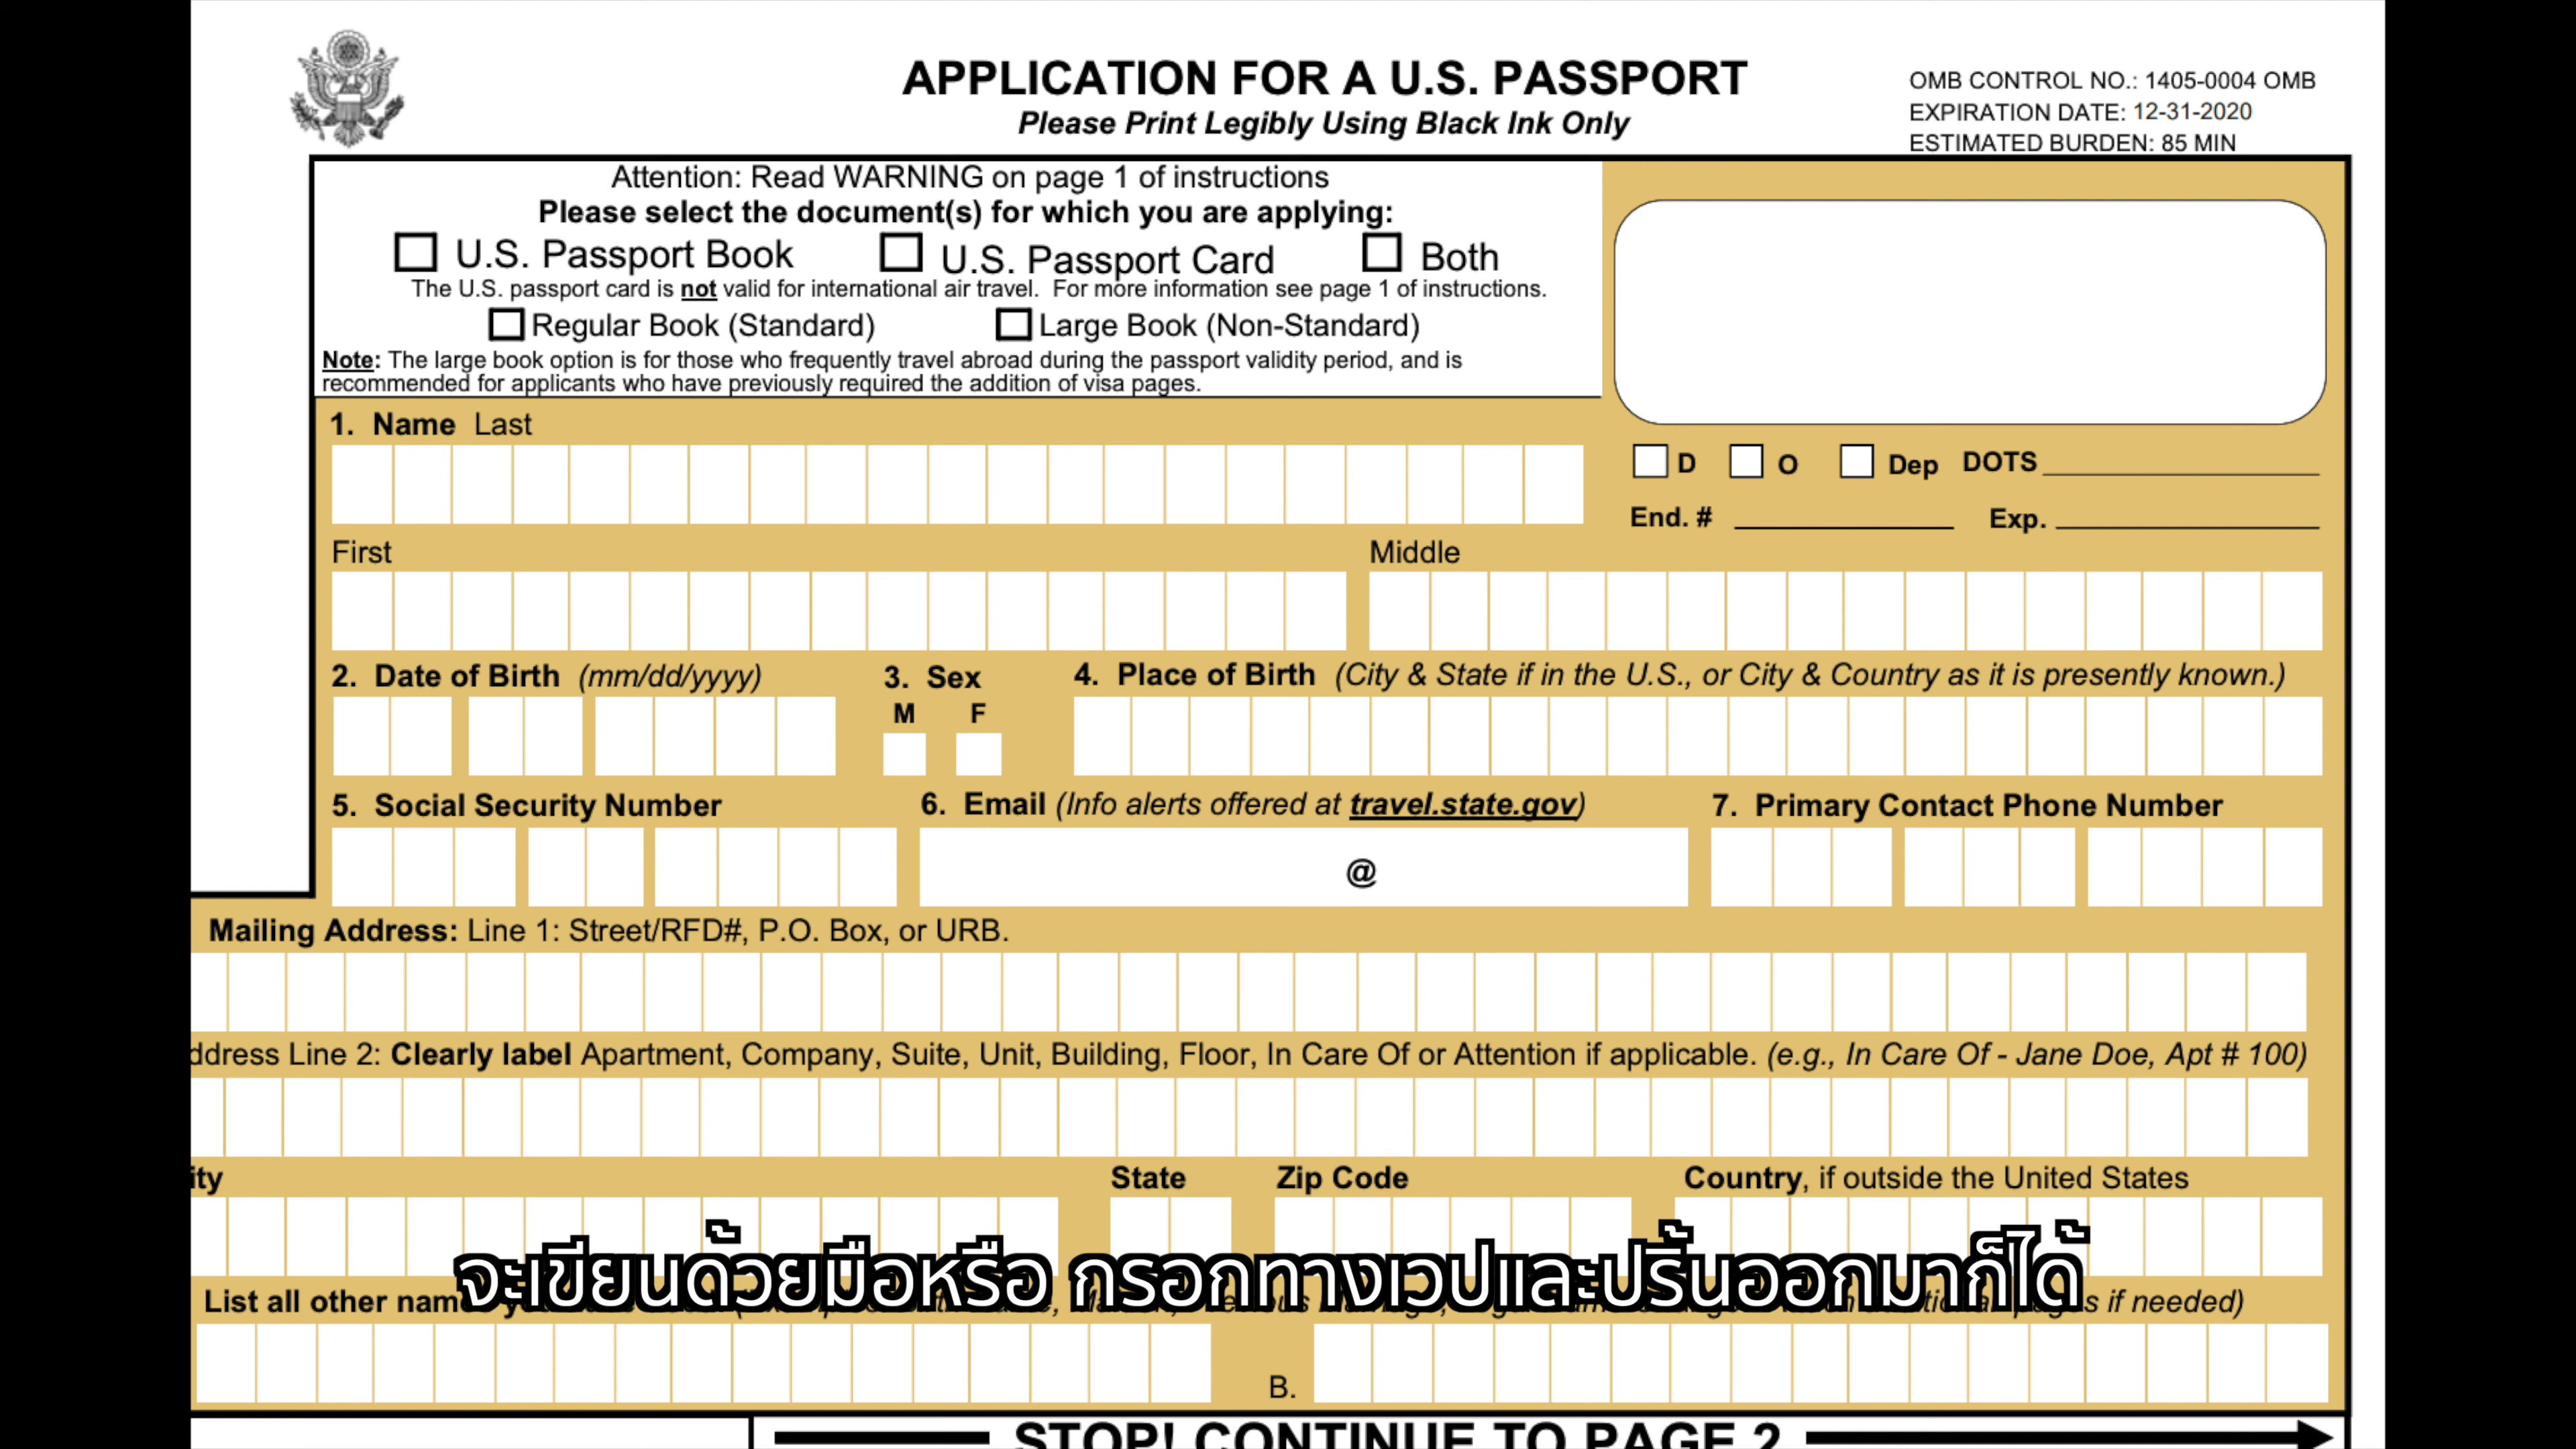 APPLICATION FOR A U.S. PASSPORT
Please Print Legibly Using Black Ink Only
OMB CONTROL NO.: 1405-0004 OMB
EXPIRATION DATE: 12-31-2020
ESTIMATED BURDEN: 85 MIN
Attention: Read WARNING on page 1 of instructions
Please select the document(s) for which you are applying:
U.S. Passport Book U.S. Passport Card Both
The U.S. passport card is not valid for international air travel. For more information see page 1 of instructions.
Regular Book (Standard) Large Book (Non-Standard)
Note: The large book option is for those who frequently travel abroad during the passport validity period, and is
recommended for applicants who have previously required the addition of visa pages.
1. Name Last
D O Dep DOTS
End. # Exp.
First Middle
2. Date of Birth (mm/dd/yyyy) 3. Sex 4. Place of Birth (City & State if in the U.S., or City & Country as it is presently known.)
M F
5. Social Security Number 6. Email (Info alerts offered at travel.state.gov) 7. Primary Contact Phone Number
@
Mailing Address: Line 1: Street/RFD#, P.O. Box, or URB.
ddress Line 2: Clearly label Apartment, Company, Suite, Unit, Building, Floor, In Care Of or Attention if applicable. (e.g., In Care Of - Jane Doe, Apt # 100)
ity State Zip Code Country, if outside the United States
จะเขียนด้วยมือหรือ กรอกทางเวปและปริ้นออกมาก็ได้
List all other if needed)
B.
STOP! CONTINUE TO PAGE 2